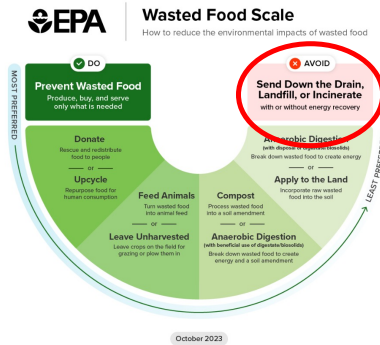 EPA
Wasted Food Scale
How to reduce the environmental impacts of wasted food
DO
AVOID
MOST PREFERRED
Prevent Wasted Food
Produce, buy, and serve
only what is needed
Send Down the Drain,
Landfill, or Incinerate
with or without energy recovery
Donate
Rescue and redistribute
food to people
or
Upcycle
Repurpose food for
human consumption
Feed Animals
Turn wasted food
into animal feed
or
Leave Unharvested
Leave crops on the field for
grazing or plow them in
Compost
Process wasted food
into a soil amendment
or
Anaerobic Digestion
(with beneficial use of digestate/biosolids)
Break down wasted food to create
energy and a soil amendment
Anaerobic Digestion
(with disposal of digestate/biosolids)
Break down wasted food to create energy
or
Apply to the Land
Incorporate raw wasted
food into the soil
LEAST
October 2023